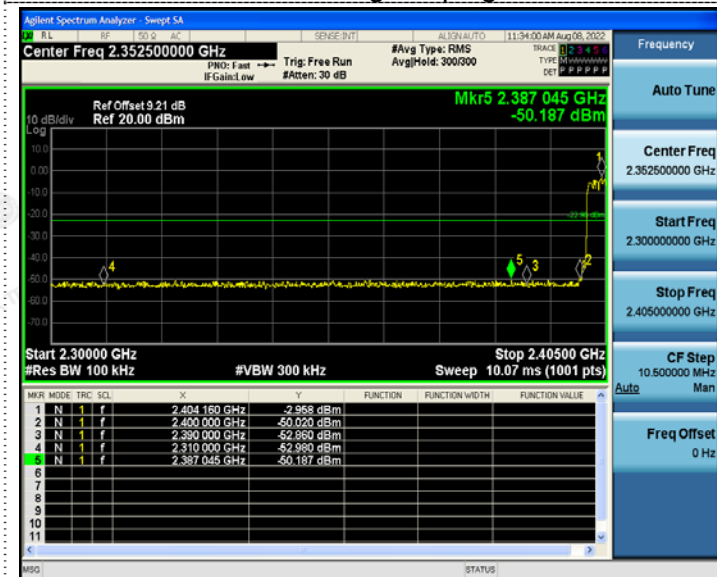 Agilent Spectrum Analyzer - Swept SA
RL RF 50 Ω AC SENSE:INT ALIGN AUTO 11:34:00 AM Aug 08, 2022
Center Freq 2.352500000 GHz
PNO: Fast
IFGain:Low
Trig: Free Run
#Atten: 30 dB
#Avg Type: RMS
Avg|Hold: 300/300
TRACE 1 2 3 4 5 6
TYPE M
DET P P P P P P
Ref Offset 9.21 dB
10 dB/div Ref 20.00 dBm
Log
Mkr5 2.387 045 GHz
-50.187 dBm
10.0
0.00
-10.0
-20.0
-30.0
-40.0
-50.0
-60.0
-70.0
1
2
3
4
5
Start 2.30000 GHz Stop 2.40500 GHz
#Res BW 100 kHz #VBW 300 kHz Sweep 10.07 ms (1001 pts)
MKR MODE TRC SCL X Y FUNCTION FUNCTION WIDTH FUNCTION VALUE
1 N 1 f 2.404 160 GHz -2.958 dBm
2 N 1 f 2.400 000 GHz -50.020 dBm
3 N 1 f 2.390 000 GHz -52.860 dBm
4 N 1 f 2.310 000 GHz -52.980 dBm
5 N 1 f 2.387 045 GHz -50.187 dBm
6
7
8
9
10
11
MSG STATUS
Frequency
Auto Tune
Center Freq
2.352500000 GHz
Start Freq
2.300000000 GHz
Stop Freq
2.405000000 GHz
CF Step
10.500000 MHz
Auto Man
Freq Offset
0 Hz